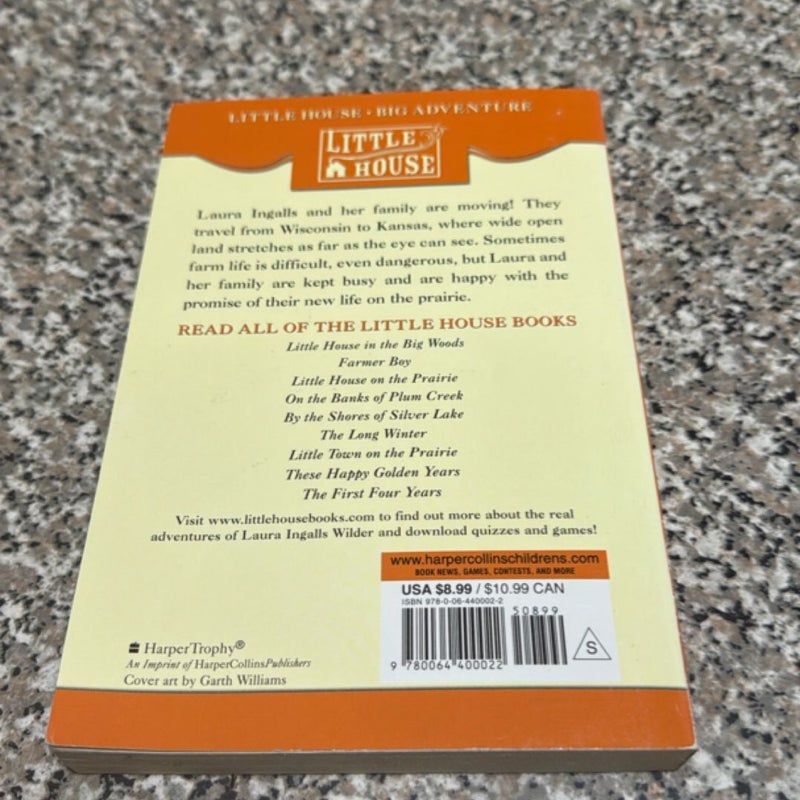 LITTLE HOUSE • BIG ADVENTURE
LITTLE
HOUSE
Laura Ingalls and her family are moving! They
travel from Wisconsin to Kansas, where wide open
land stretches as far as the eye can see. Sometimes
farm life is difficult, even dangerous, but Laura and
her family are kept busy and are happy with the
promise of their new life on the prairie.
READ ALL OF THE LITTLE HOUSE BOOKS
Little House in the Big Woods
Farmer Boy
Little House on the Prairie
On the Banks of Plum Creek
By the Shores of Silver Lake
The Long Winter
Little Town on the Prairie
These Happy Golden Years
The First Four Years
Visit www.littlehousebooks.com to find out more about the real
adventures of Laura Ingalls Wilder and download quizzes and games!
www.harpercollinschildrens.com
BOOK NEWS, GAMES, CONTESTS, AND MORE
USA $8.99 / $10.99 CAN
ISBN 978-0-06-440002-2
50899
9 780064 400022
S
HarperTrophy®
An Imprint of HarperCollinsPublishers
Cover art by Garth Williams